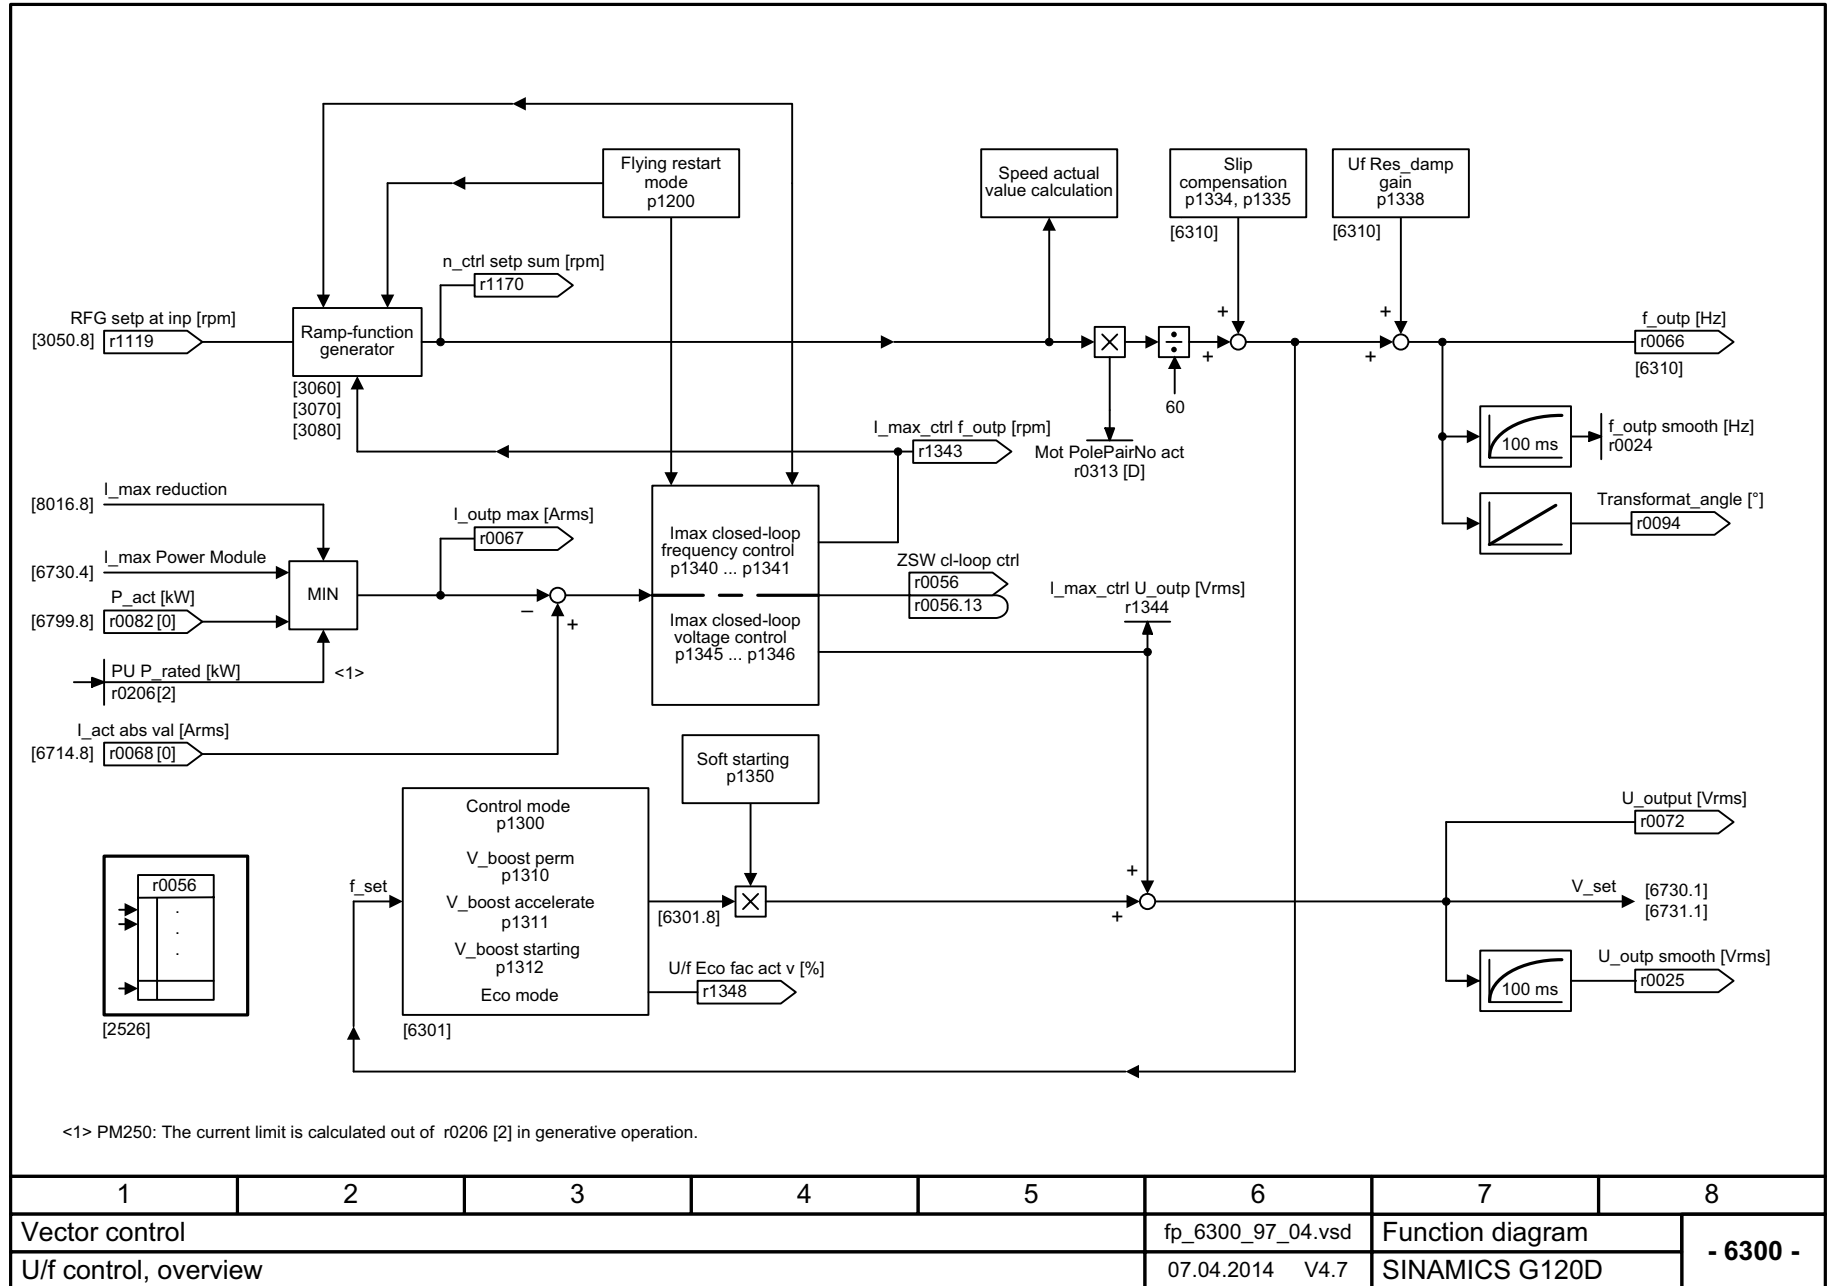 Flying restart
mode
p1200
Speed actual
value calculation
Slip
compensation
p1334, p1335
[6310]
Uf Res_damp
gain
p1338
[6310]
n_ctrl setp sum [rpm]
r1170
RFG setp at inp [rpm]
[3050.8] r1119
Ramp-function
generator
[3060]
[3070]
[3080]
+
+
+
+
60
f_outp [Hz]
r0066
[6310]
I_max_ctrl f_outp [rpm]
r1343
Mot PolePairNo act
r0313 [D]
100 ms
f_outp smooth [Hz]
r0024
Transformat_angle [°]
r0094
I_max reduction
[8016.8]
I_max Power Module
[6730.4]
P_act [kW]
[6799.8] r0082 [0]
MIN
PU P_rated [kW]
r0206[2]
<1>
I_outp max [Arms]
r0067
–
+
Imax closed-loop
frequency control
p1340 ... p1341
Imax closed-loop
voltage control
p1345 ... p1346
ZSW cl-loop ctrl
r0056
r0056.13
I_max_ctrl U_outp [Vrms]
r1344
I_act abs val [Arms]
[6714.8] r0068 [0]
Soft starting
p1350
Control mode
p1300
V_boost perm
p1310
V_boost accelerate
p1311
V_boost starting
p1312
Eco mode
[6301]
f_set
[6301.8]
U/f Eco fac act v [%]
r1348
+
+
U_output [Vrms]
r0072
V_set
[6730.1]
[6731.1]
100 ms
U_outp smooth [Vrms]
r0025
r0056
.
.
.
[2526]
<1> PM250: The current limit is calculated out of r0206 [2] in generative operation.
1 2 3 4 5 6 7 8
Vector control
fp_6300_97_04.vsd
Function diagram
- 6300 -
U/f control, overview
07.04.2014 V4.7
SINAMICS G120D